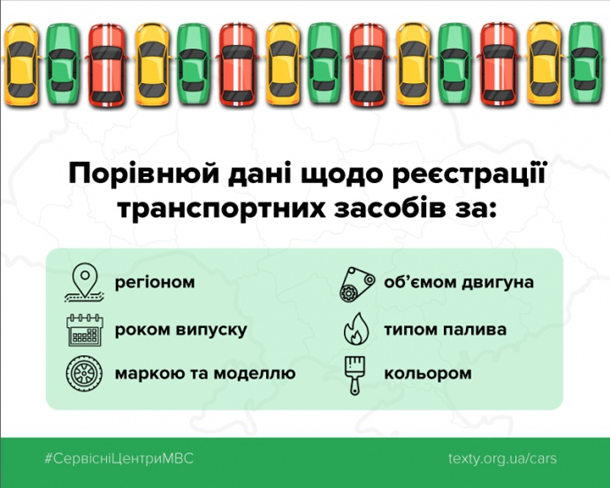 Порівнюй дані щодо реєстрації
транспортних засобів за:
регіоном
об’ємом двигуна
роком випуску
типом палива
маркою та моделлю
кольором
#СервісніЦентриМВС
texty.org.ua/cars